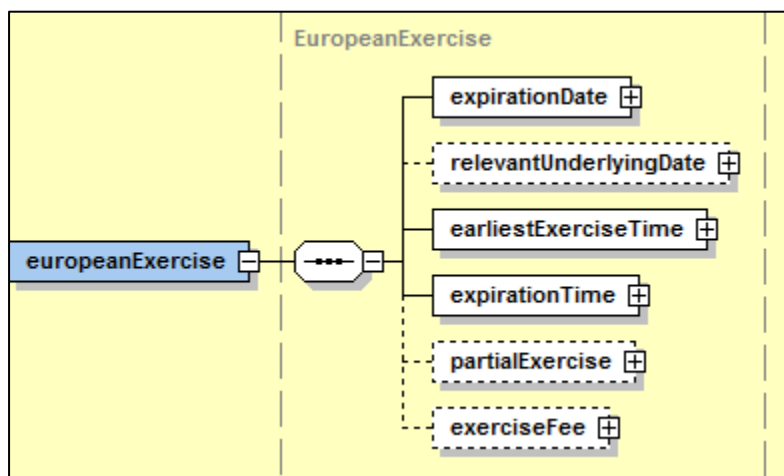 EuropeanExercise
expirationDate
relevantUnderlyingDate
earliestExerciseTime
europeanExercise
expirationTime
partialExercise
exerciseFee